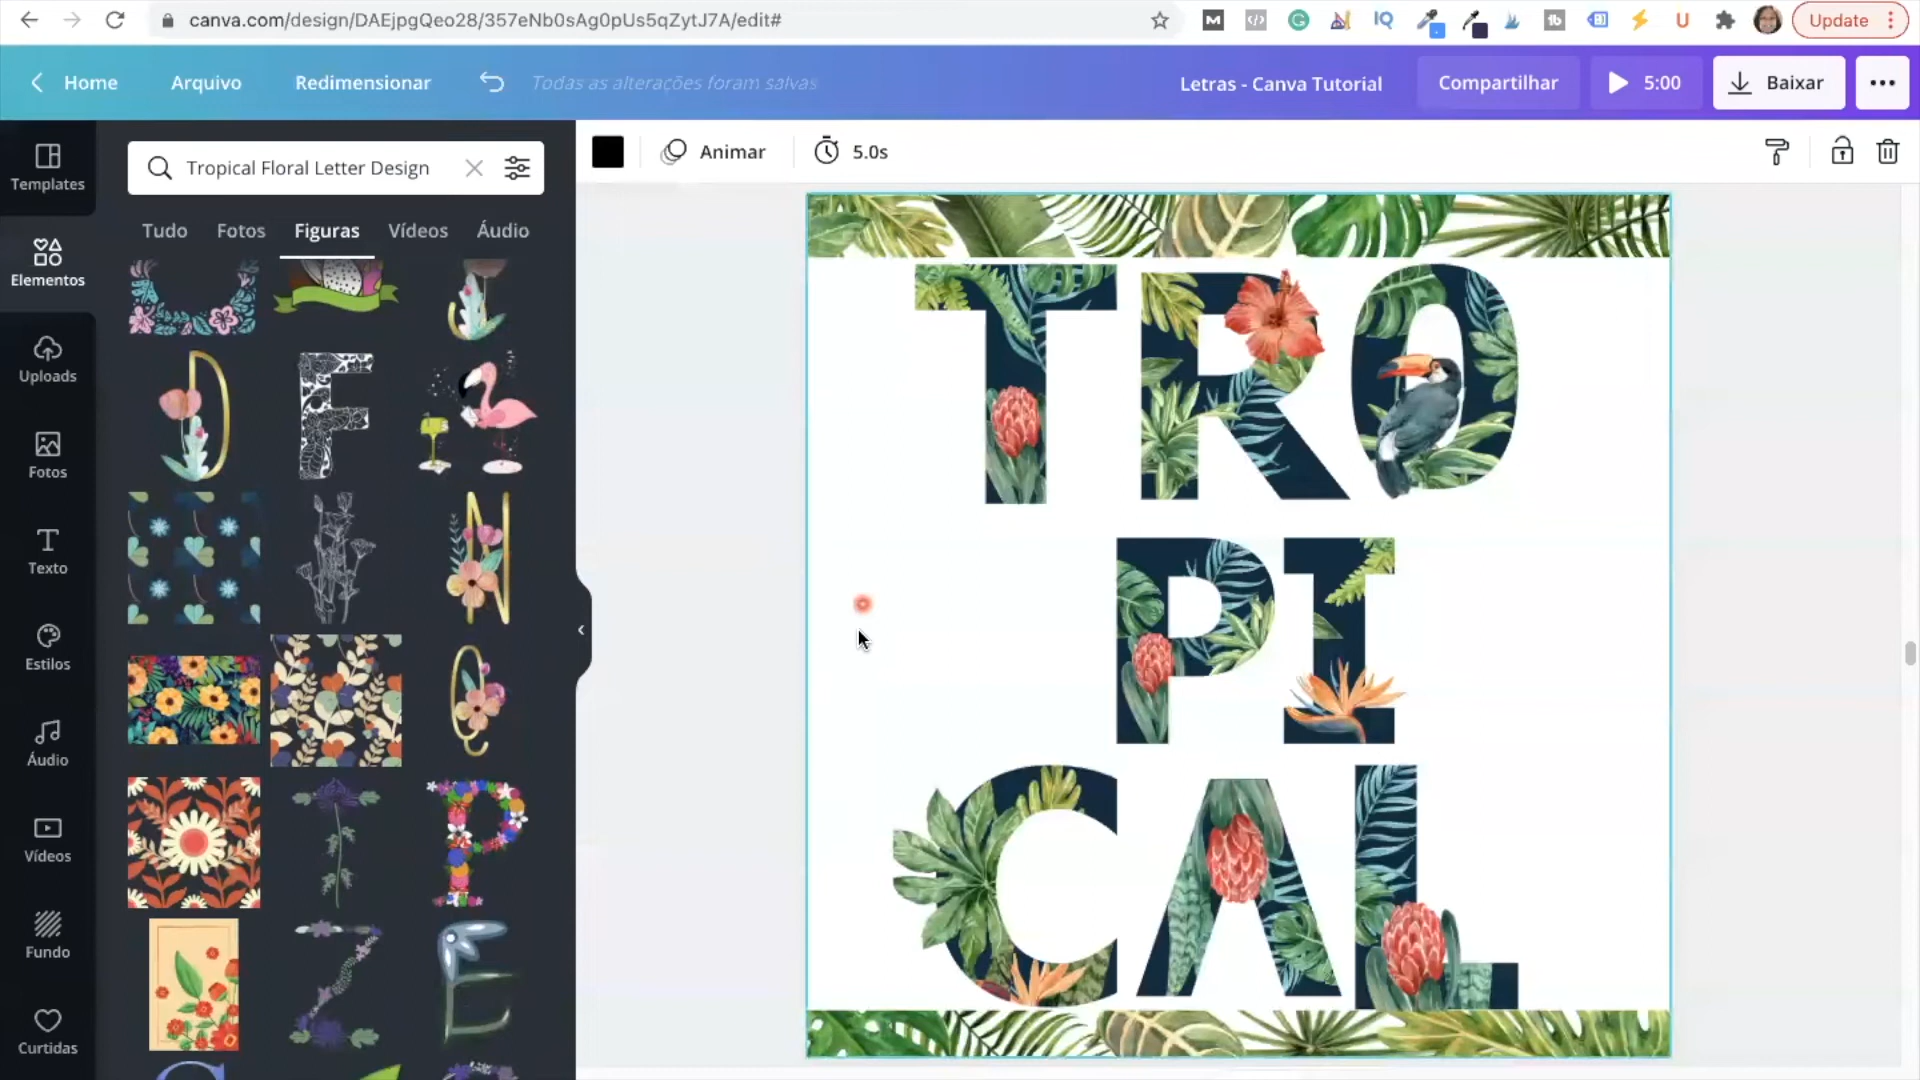 canva.com/design/DAEjpgQeo28/357eNb0sAg0pUs5qZytJ7A/edit#
Update
Home
Arquivo
Redimensionar
Todas as alterações foram salvas
Letras - Canva Tutorial
Compartilhar
5:00
Baixar
Templates
Elementos
Uploads
Fotos
Texto
Estilos
Áudio
Vídeos
Fundo
Curtidas
Tropical Floral Letter Design
Tudo
Fotos
Figuras
Vídeos
Áudio
Animar
5.0s
TRO
PI
CAL